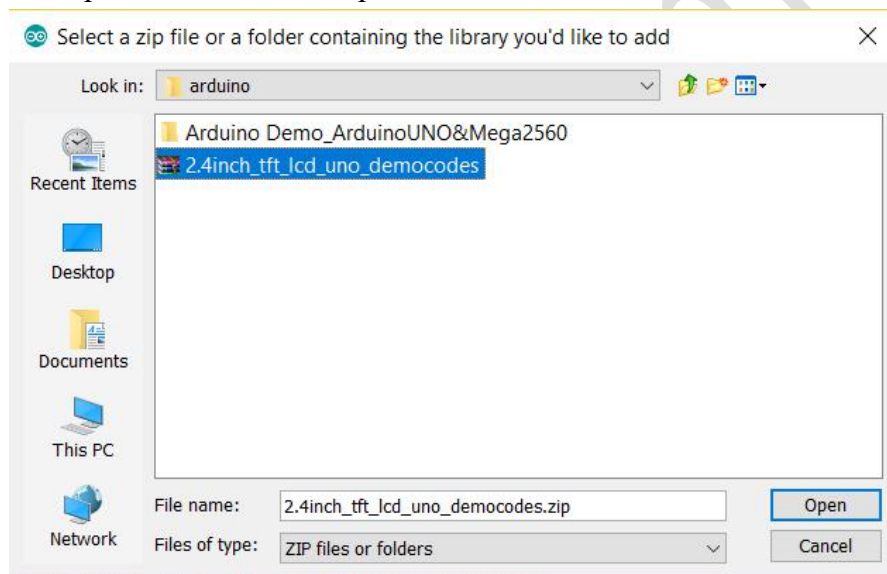 Select a zip file or a folder containing the library you'd like to add
Look in: arduino
Arduino Demo_ArduinoUNO&Mega2560
2.4inch_tft_lcd_uno_democodes
Recent Items
Desktop
Documents
This PC
Network
File name: 2.4inch_tft_lcd_uno_democodes.zip Open
Files of type: ZIP files or folders Cancel